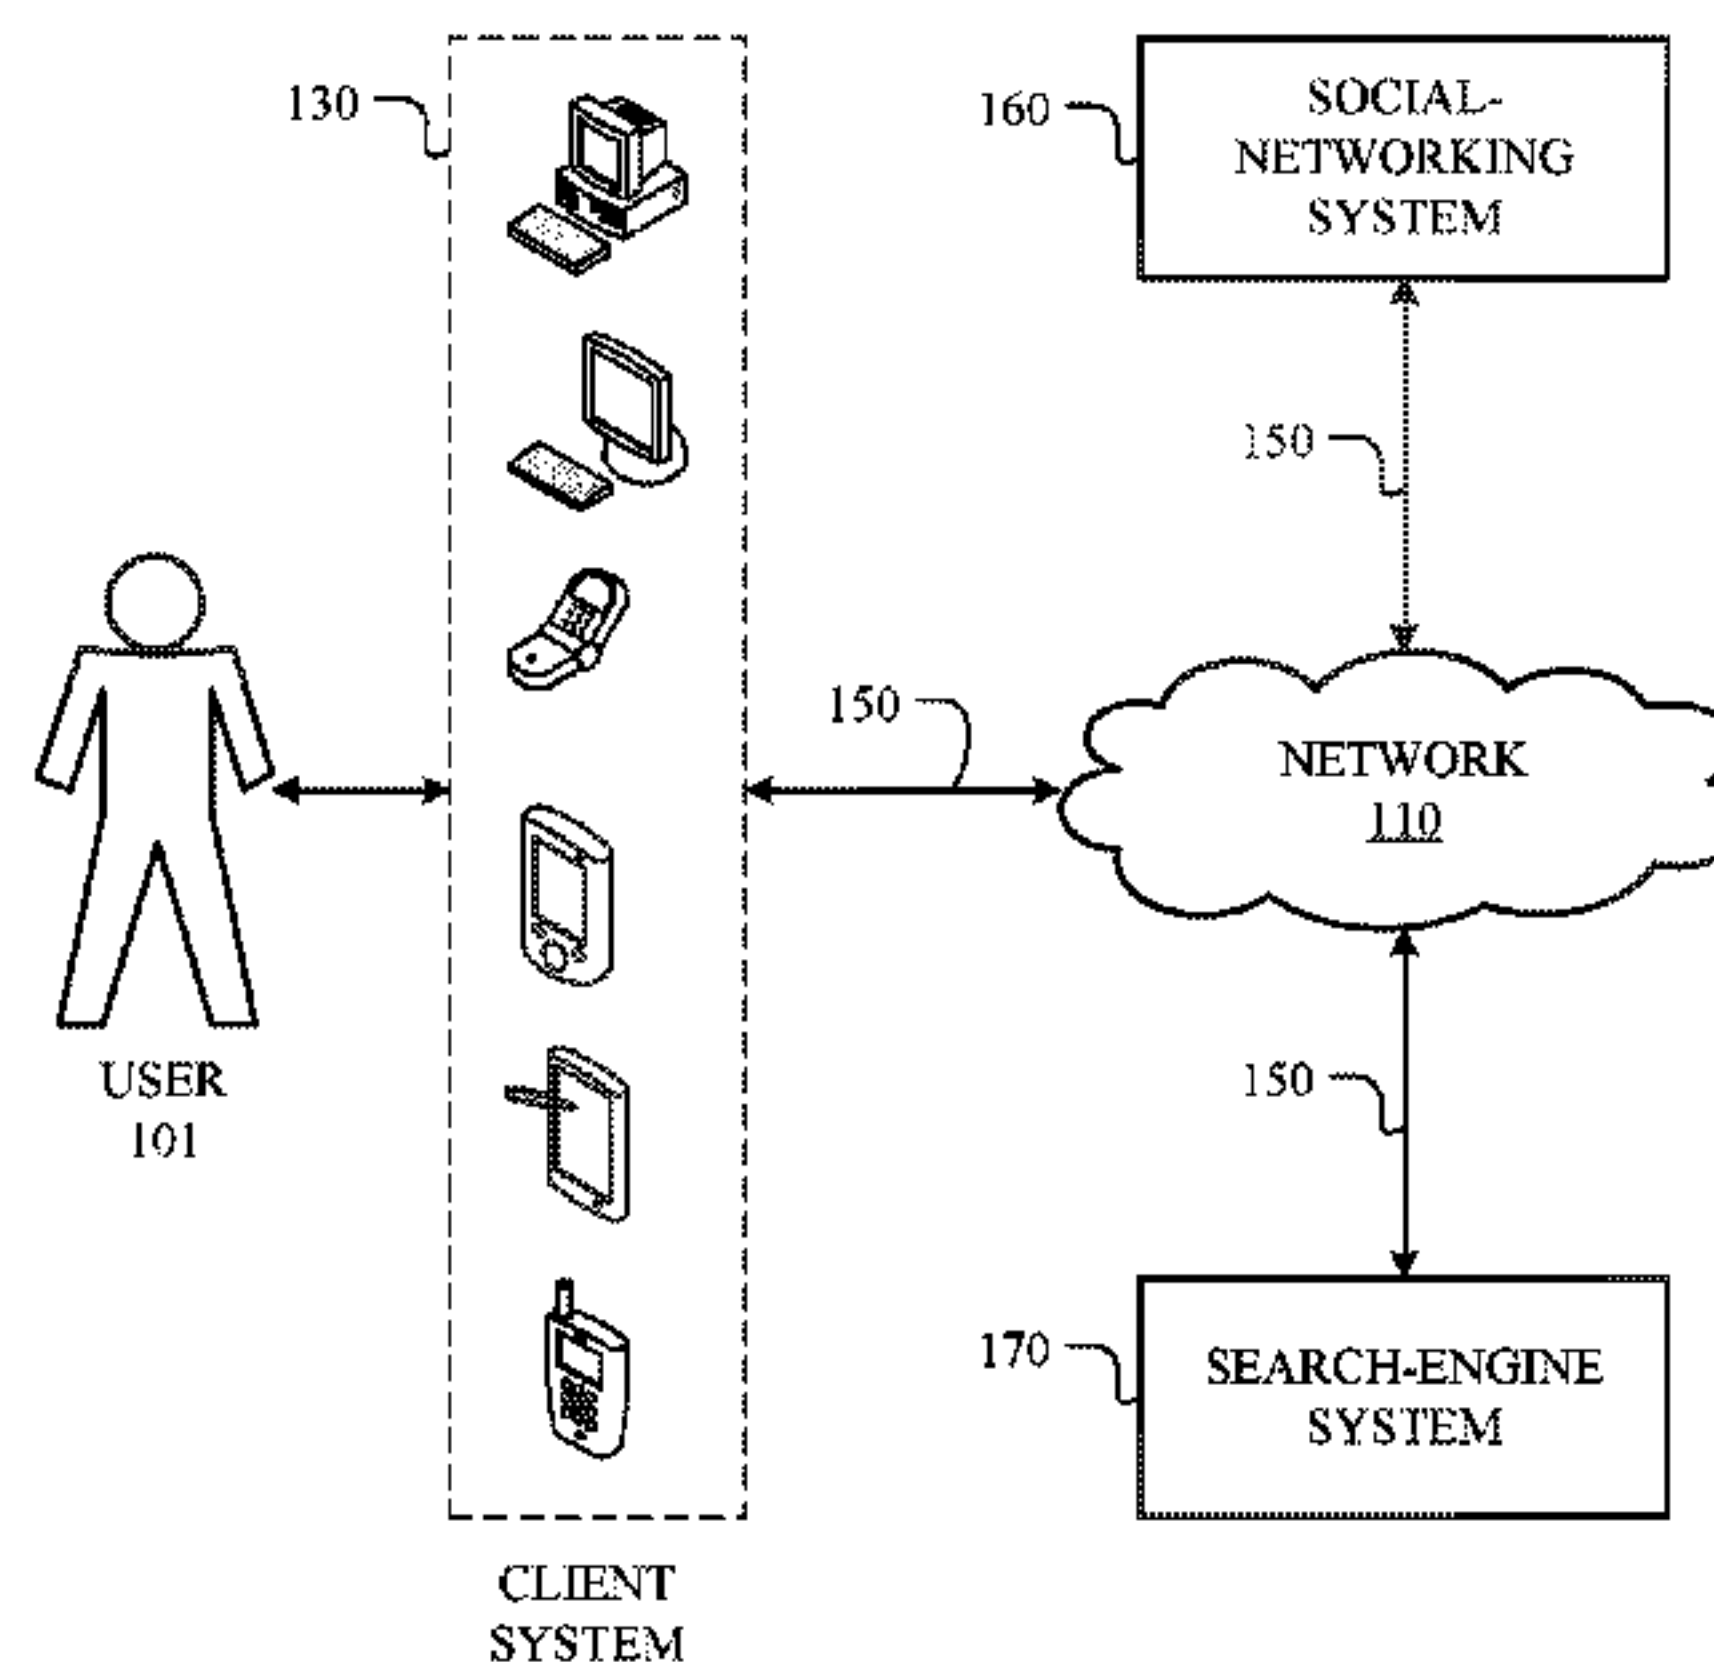 130
160
SOCIAL-
NETWORKING
SYSTEM
150
150
NETWORK
110
USER
101
150
170
SEARCH-ENGINE
SYSTEM
CLIENT
SYSTEM